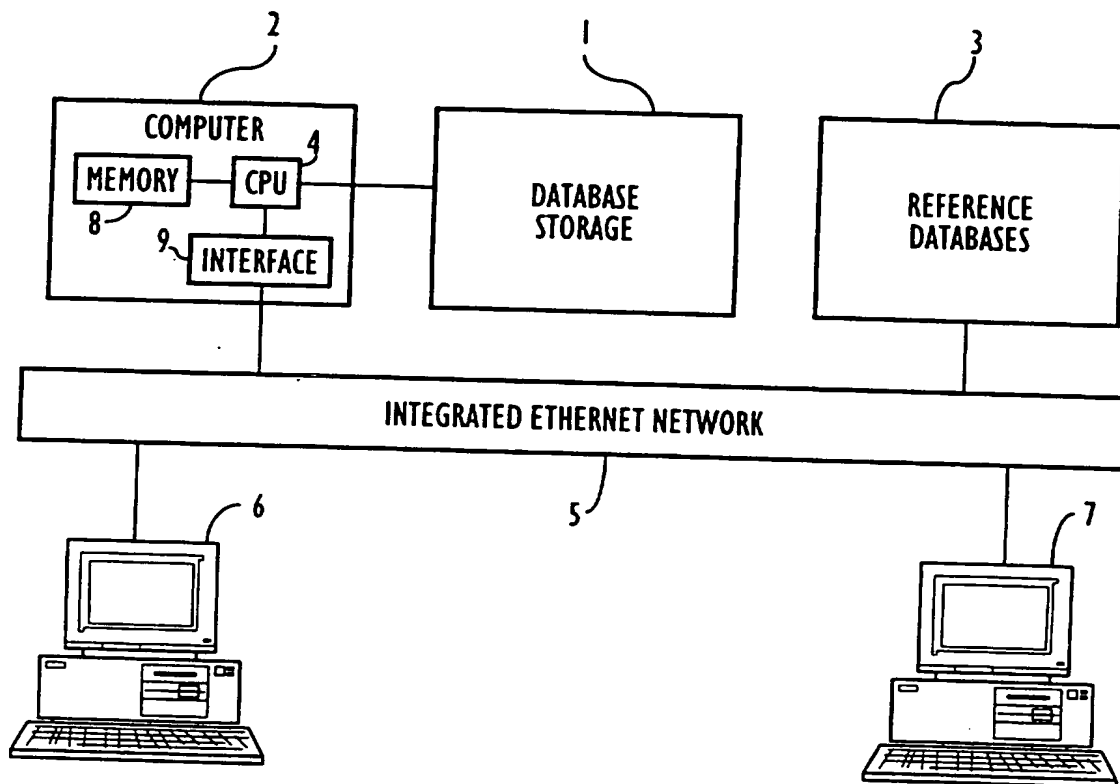 2
1
3
COMPUTER
4
MEMORY
CPU
8
9
INTERFACE
DATABASE
STORAGE
REFERENCE
DATABASES
INTEGRATED ETHERNET NETWORK
5
6
7